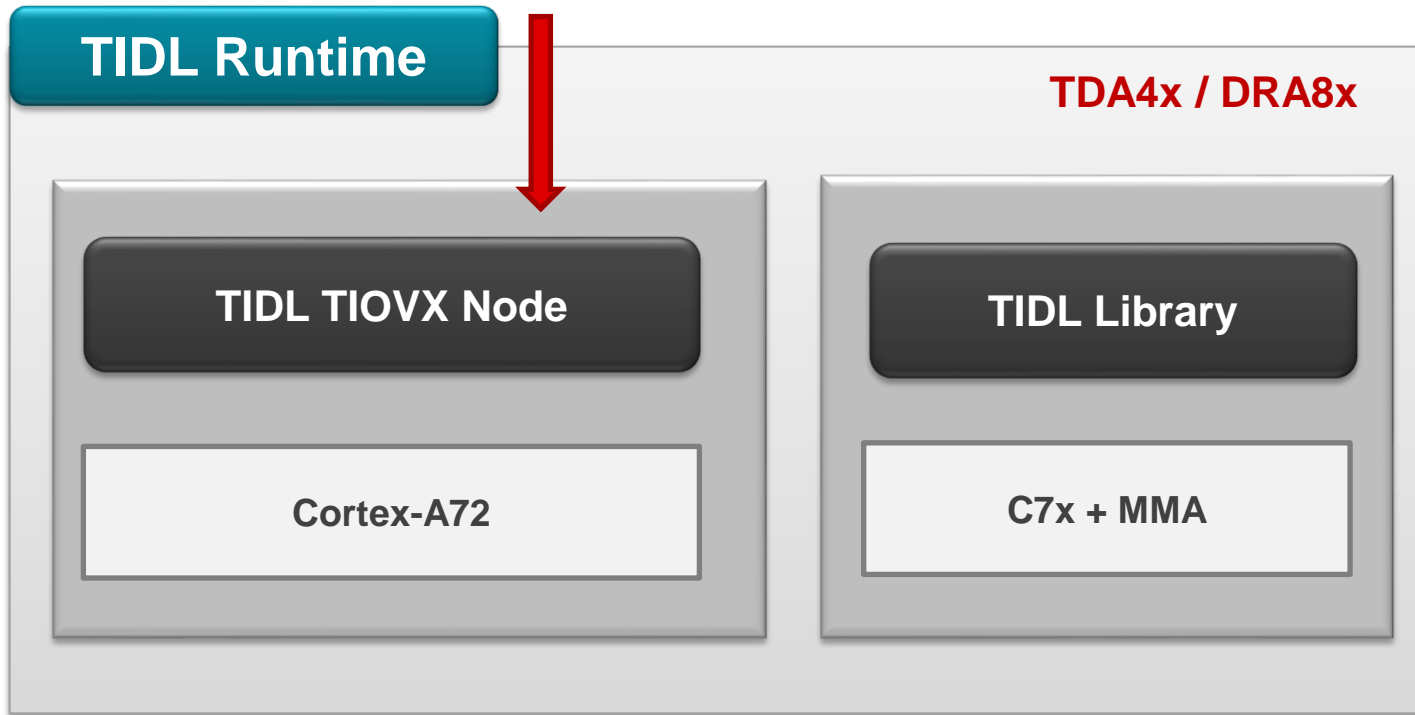 TIDL Runtime
TDA4x / DRA8x
TIDL TIOVX Node
TIDL Library
Cortex-A72
C7x + MMA